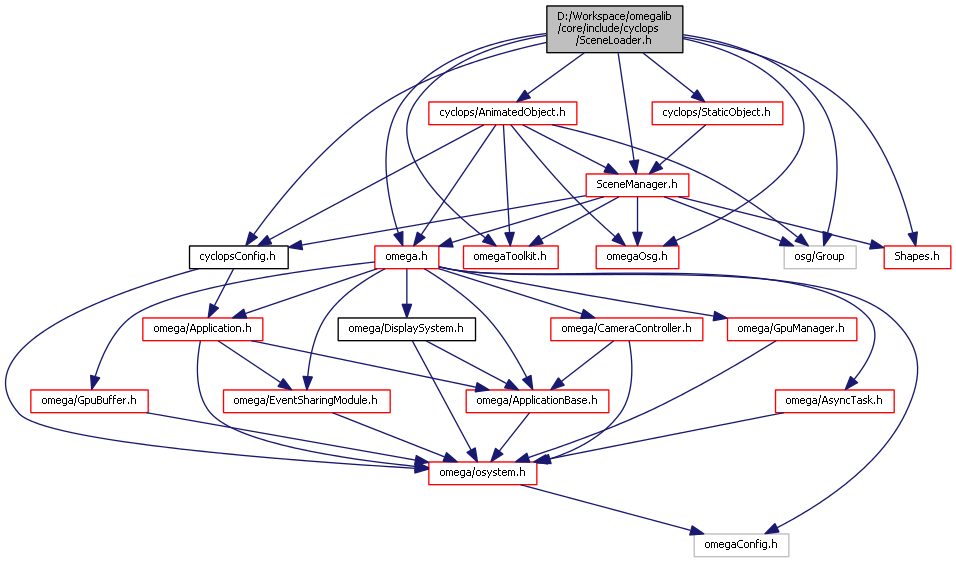 D:/Workspace/omegalib
/core/include/cyclops
/SceneLoader.h
cyclops/AnimatedObject.h
cyclops/StaticObject.h
SceneManager.h
cyclopsConfig.h
omega.h
omegaToolkit.h
omegaOsg.h
osg/Group
Shapes.h
omega/Application.h
omega/DisplaySystem.h
omega/CameraController.h
omega/GpuManager.h
omega/GpuBuffer.h
omega/EventSharingModule.h
omega/ApplicationBase.h
omega/AsyncTask.h
omega/osystem.h
omegaConfig.h